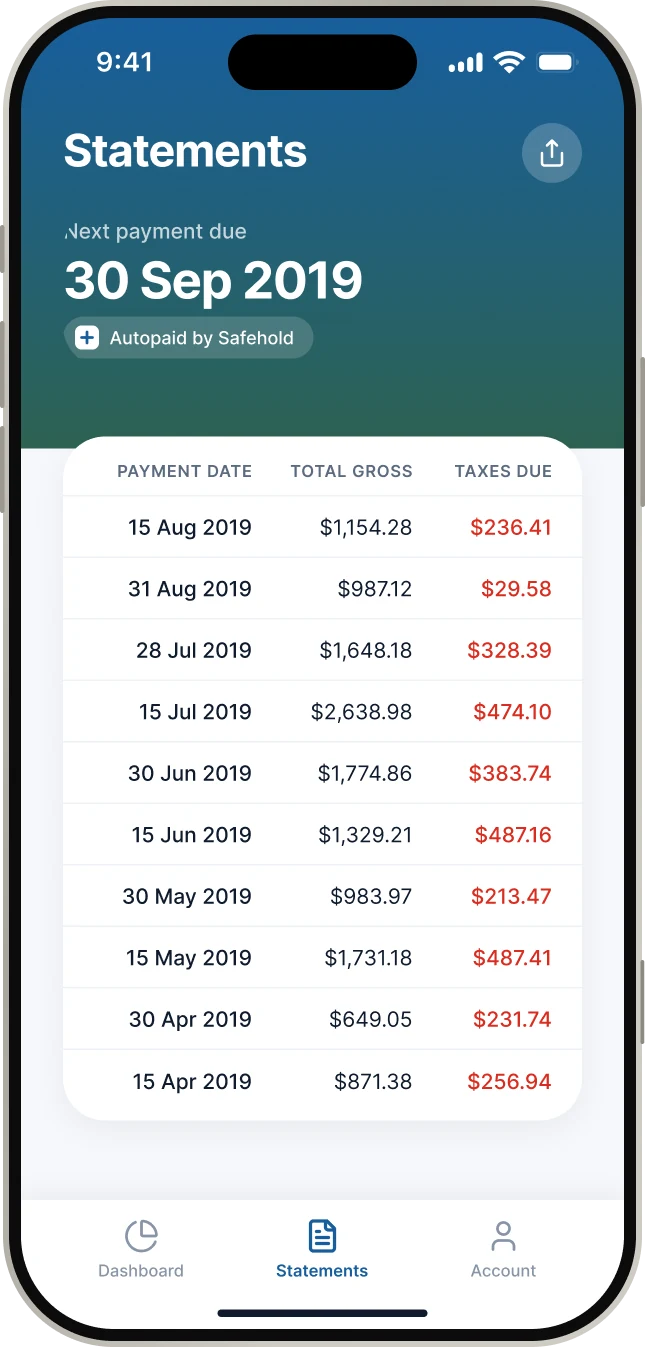 9:41
Statements
Next payment due
30 Sep 2019
Autopaid by Safehold
PAYMENT DATE TOTAL GROSS TAXES DUE
15 Aug 2019 $1,154.28 $236.41
31 Aug 2019 $987.12 $29.58
28 Jul 2019 $1,648.18 $328.39
15 Jul 2019 $2,638.98 $474.10
30 Jun 2019 $1,774.86 $383.74
15 Jun 2019 $1,329.21 $487.16
30 May 2019 $983.97 $213.47
15 May 2019 $1,731.18 $487.41
30 Apr 2019 $649.05 $231.74
15 Apr 2019 $871.38 $256.94
Dashboard Statements Account